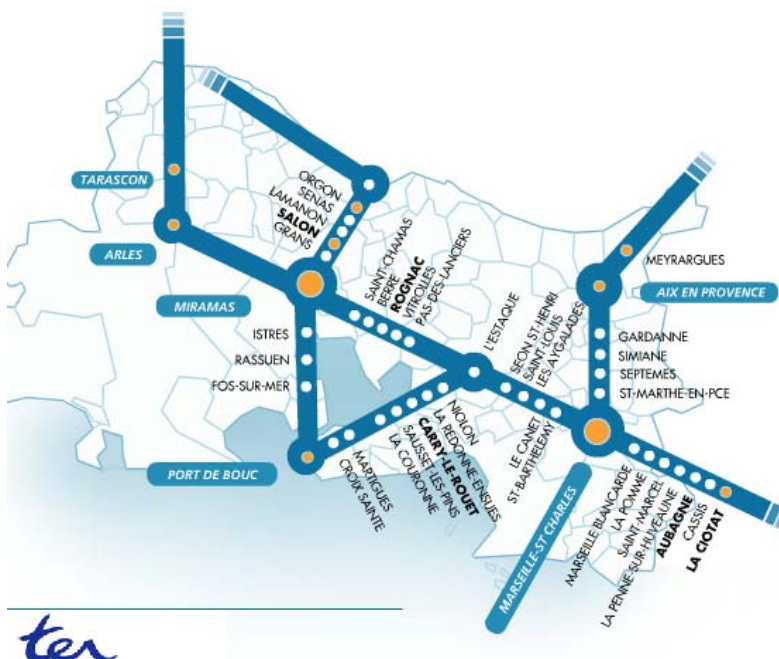 TARASCON
ARLES
MIRAMAS
ORGON
SENAS
LAMANON
SALON
GRANS
SAINT-CHAMAS
BERRE
ROGNAC
VITROLLES
PAS-DES-LANCIERS
ISTRES
RASSUEN
FOS-SUR-MER
PORT DE BOUC
CROIX SAINTE
MARTIGUES
LA COURONNE
SAUSSET-LES-PINS
CARRY-LE-ROUET
LA REDONNE-ENSUES
NIOLON
L'ESTAQUE
SEON ST-HENRI
SAINT-LOUIS
LES AYGALADES
LE CANET
ST-BARTHELEMY
MEYRARGUES
AIX EN PROVENCE
GARDANNE
SIMIANE
SEPTEMES
ST-MARTHE-EN-PCE
MARSEILLE-ST CHARLES
MARSEILLE BLANCARDE
LA POMME
SAINT-MARCEL
LA PENNE-SUR-HUVEAUNE
AUBAGNE
CASSIS
LA CIOTAT
ter